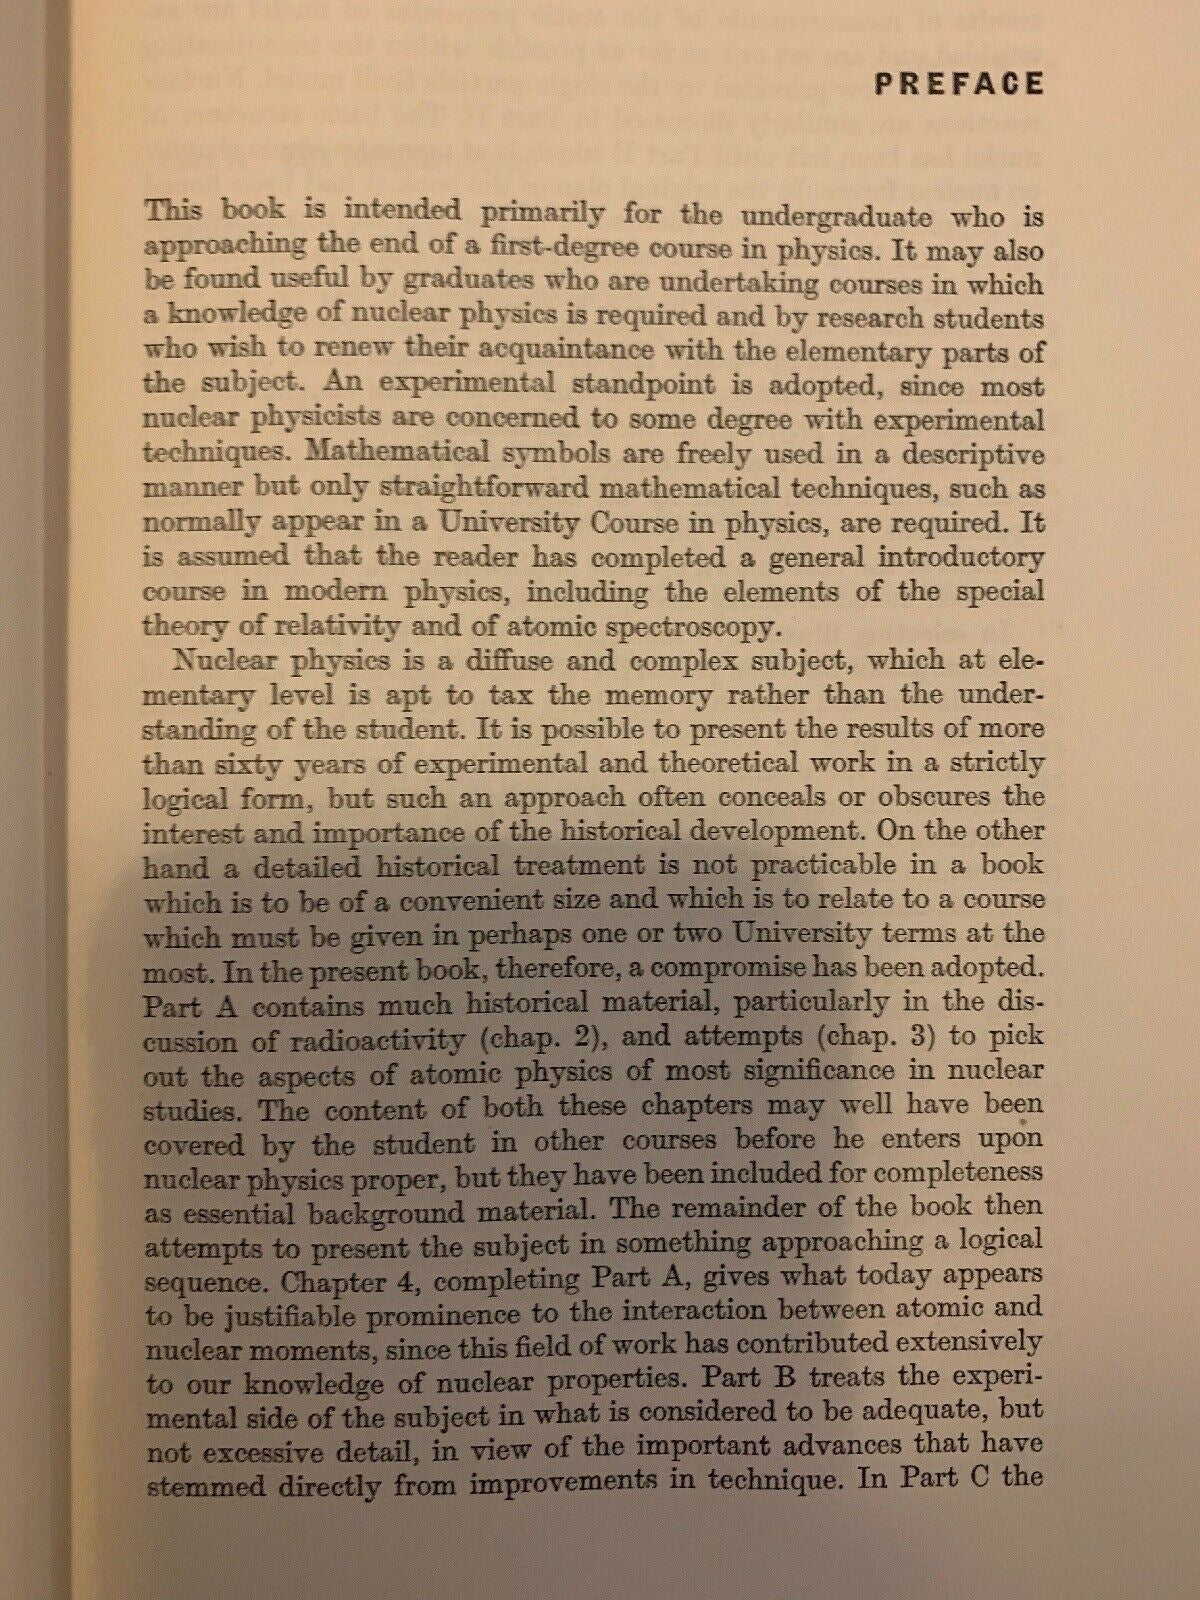 PREFACE
This book is intended primarily for the undergraduate who is
approaching the end of a first-degree course in physics. It may also
be found useful by graduates who are undertaking courses in which
a knowledge of nuclear physics is required and by research students
who wish to renew their acquaintance with the elementary parts of
the subject. An experimental standpoint is adopted, since most
nuclear physicists are concerned to some degree with experimental
techniques. Mathematical symbols are freely used in a descriptive
manner but only straightforward mathematical techniques, such as
normally appear in a University Course in physics, are required. It
is assumed that the reader has completed a general introductory
course in modern physics, including the elements of the special
theory of relativity and of atomic spectroscopy.
Nuclear physics is a diffuse and complex subject, which at ele-
mentary level is apt to tax the memory rather than the under-
standing of the student. It is possible to present the results of more
than sixty years of experimental and theoretical work in a strictly
logical form, but such an approach often conceals or obscures the
interest and importance of the historical development. On the other
hand a detailed historical treatment is not practicable in a book
which is to be of a convenient size and which is to relate to a course
which must be given in perhaps one or two University terms at the
most. In the present book, therefore, a compromise has been adopted.
Part A contains much historical material, particularly in the dis-
cussion of radioactivity (chap. 2), and attempts (chap. 3) to pick
out the aspects of atomic physics of most significance in nuclear
studies. The content of both these chapters may well have been
covered by the student in other courses before he enters upon
nuclear physics proper, but they have been included for completeness
as essential background material. The remainder of the book then
attempts to present the subject in something approaching a logical
sequence. Chapter 4, completing Part A, gives what today appears
to be justifiable prominence to the interaction between atomic and
nuclear moments, since this field of work has contributed extensively
to our knowledge of nuclear properties. Part B treats the experi-
mental side of the subject in what is considered to be adequate, but
not excessive detail, in view of the important advances that have
stemmed directly from improvements in technique. In Part C the